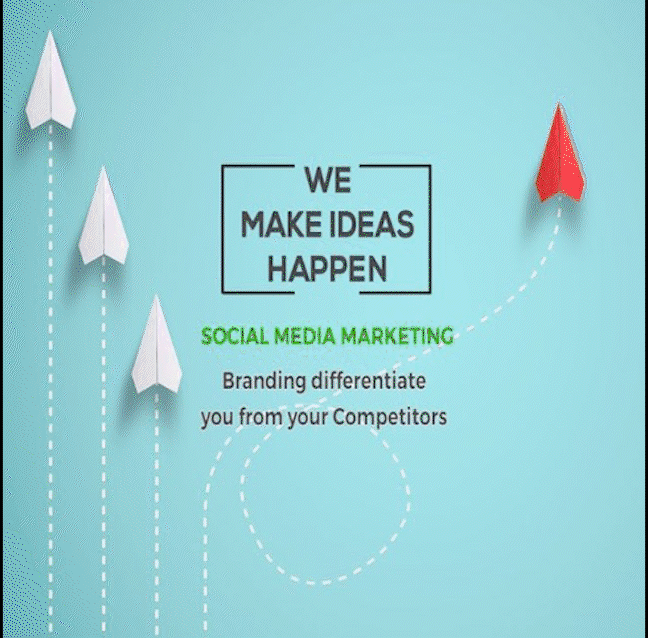 WE
MAKE IDEAS
HAPPEN
SOCIAL MEDIA MARKETING
Branding differentiate
you from your Competitors